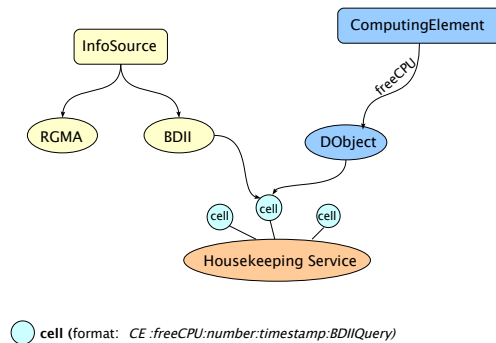 ComputingElement
InfoSource
freeCPU
RGMA
BDII
DObject
cell
cell
cell
Housekeeping Service
cell (format: CE :freeCPU:number:timestamp:BDIIQuery)